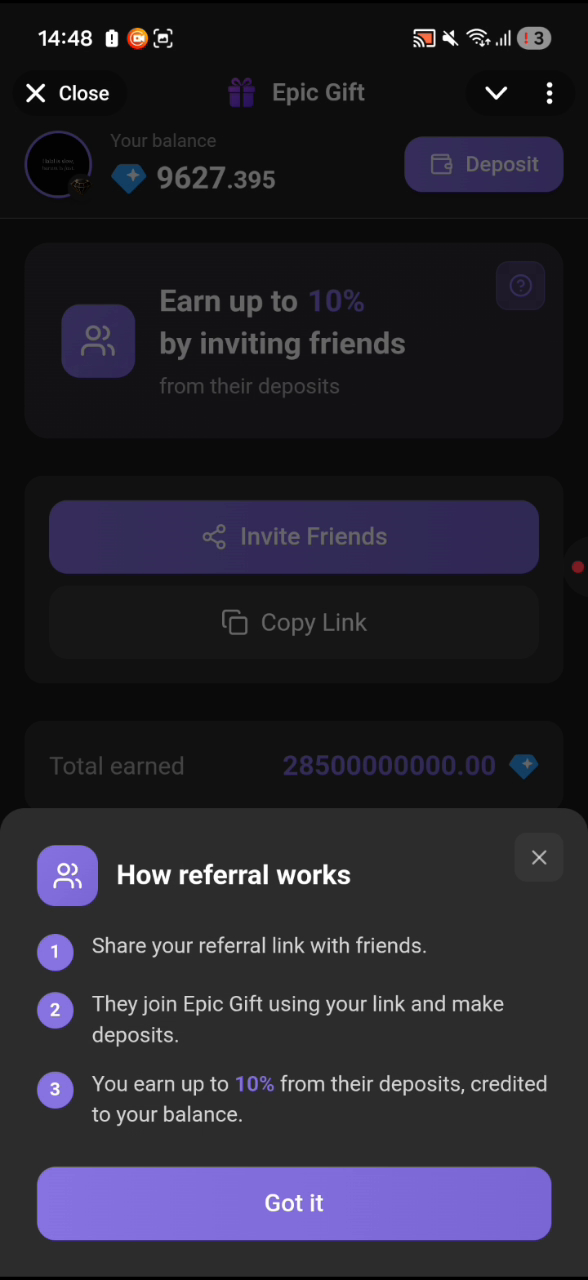 14:48
! 3
Close
Epic Gift
Your balance
9627.395
Deposit
Earn up to 10%
by inviting friends
from their deposits
Invite Friends
Copy Link
Total earned
28500000000.00
How referral works
1 Share your referral link with friends.
2 They join Epic Gift using your link and make
deposits.
3 You earn up to 10% from their deposits, credited
to your balance.
Got it